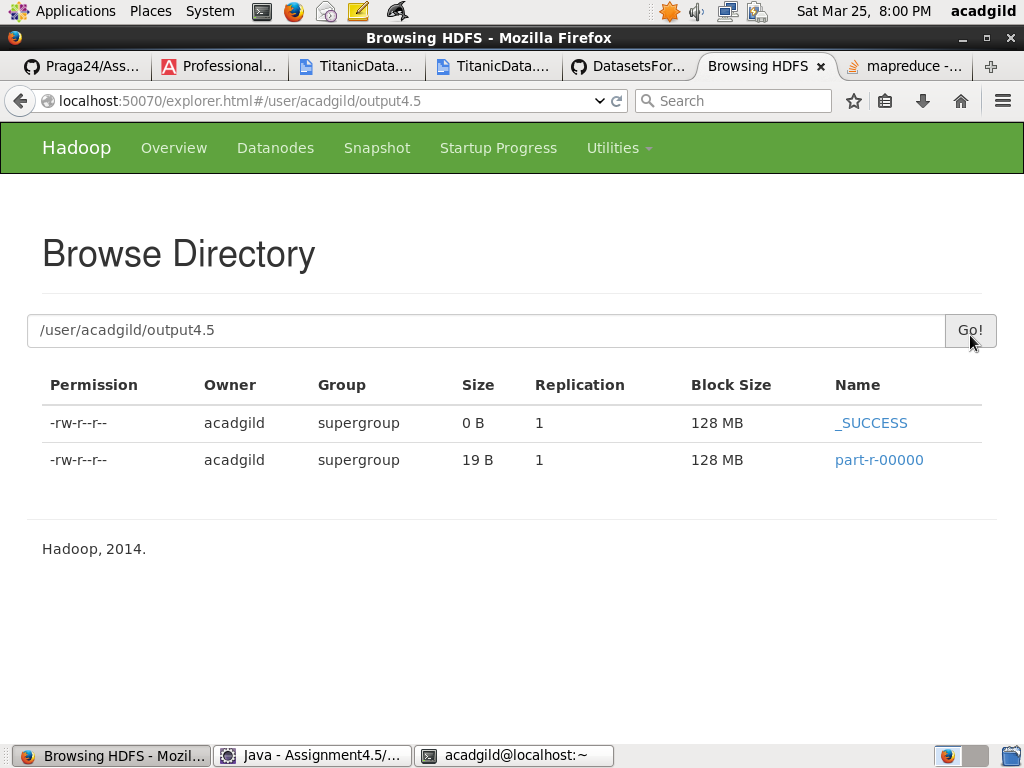 Applications Places System Sat Mar 25, 8:00 PM acadgild
Browsing HDFS - Mozilla Firefox
Praga24/Ass... Professional... TitanicData.... TitanicData.... DatasetsFor... Browsing HDFS mapreduce -...
localhost:50070/explorer.html#/user/acadgild/output4.5 Search
Hadoop Overview Datanodes Snapshot Startup Progress Utilities
Browse Directory
/user/acadgild/output4.5 Go!
Permission Owner Group Size Replication Block Size Name
-rw-r--r-- acadgild supergroup 0 B 1 128 MB _SUCCESS
-rw-r--r-- acadgild supergroup 19 B 1 128 MB part-r-00000
Hadoop, 2014.
Browsing HDFS - Mozil... Java - Assignment4.5/... acadgild@localhost:~